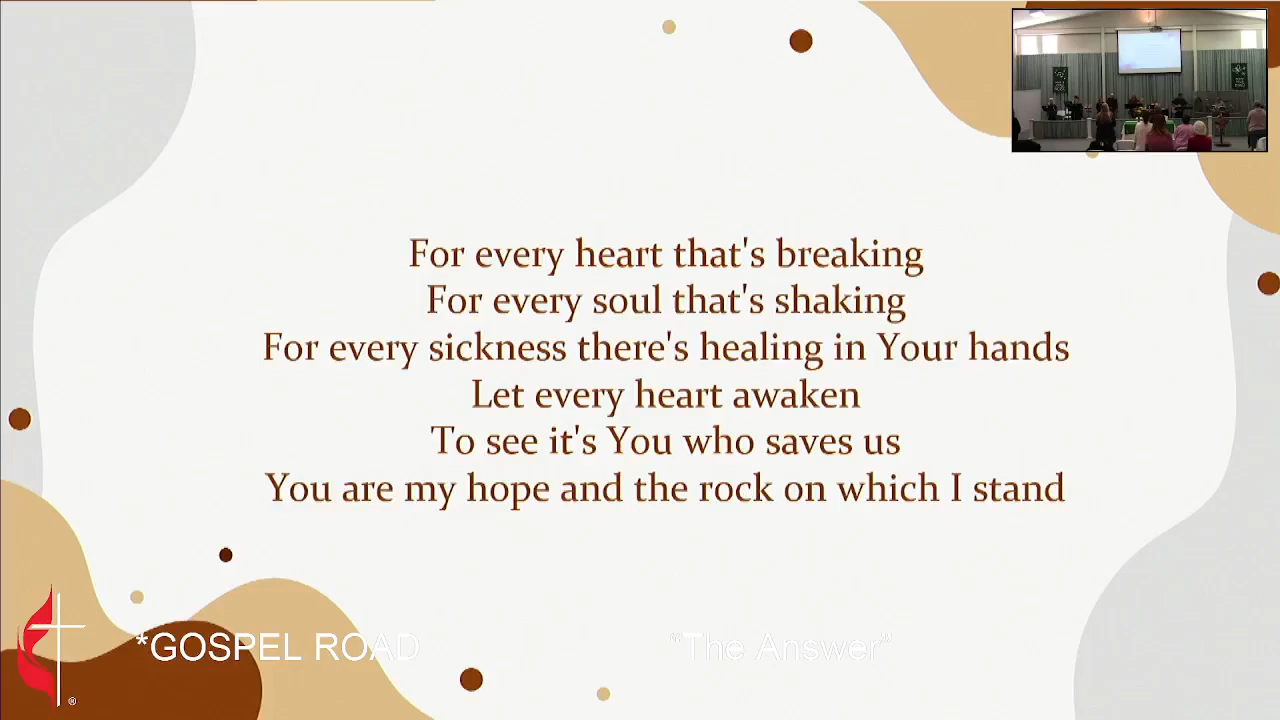 For every heart that's breaking
For every soul that's shaking
For every sickness there's healing in Your hands
Let every heart awaken
To see it's You who saves us
You are my hope and the rock on which I stand
*GOSPEL ROAD
“The Answer”
®